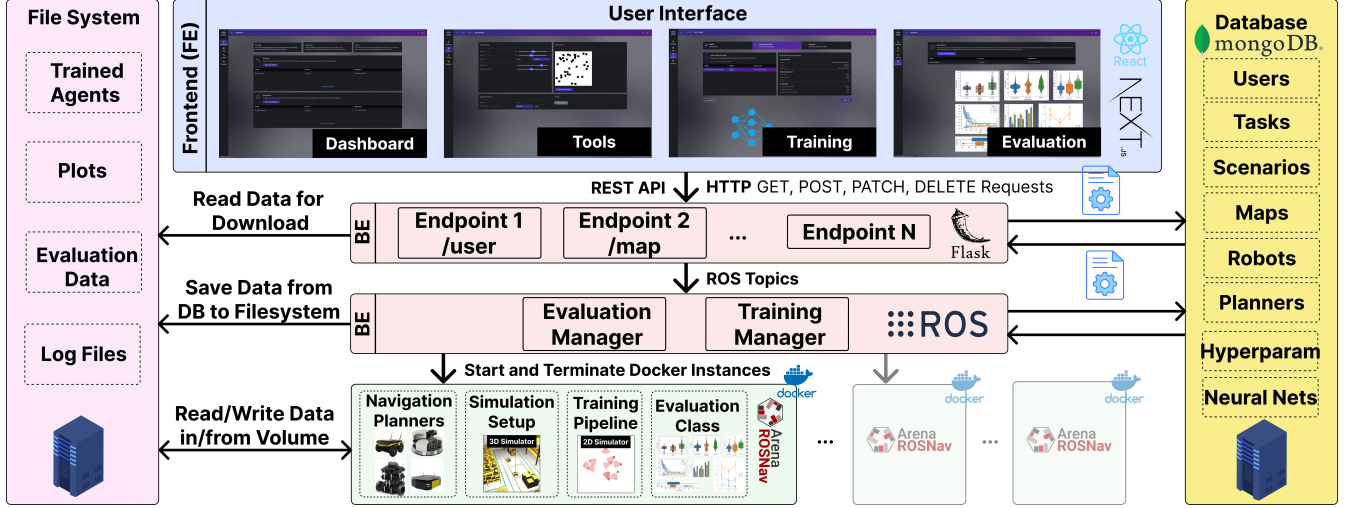 File System
Trained
Agents
Plots
Evaluation
Data
Log Files
Frontend (FE)
User Interface
Dashboard
Tools
Training
Evaluation
React
NEXT
.JS
REST API
HTTP GET, POST, PATCH, DELETE Requests
Read Data for
Download
BE
Endpoint 1
/user
Endpoint 2
/map
...
Endpoint N
Flask
ROS Topics
Save Data from
DB to Filesystem
BE
Evaluation
Manager
Training
Manager
ROS
Start and Terminate Docker Instances
docker
Read/Write Data
in/from Volume
Navigation
Planners
Simulation
Setup
3D Simulator
Training
Pipeline
2D Simulator
Evaluation
Class
Arena
ROSNav
...
docker
Arena
ROSNav
...
docker
Arena
ROSNav
Database
mongoDB®
Users
Tasks
Scenarios
Maps
Robots
Planners
Hyperparam
Neural Nets